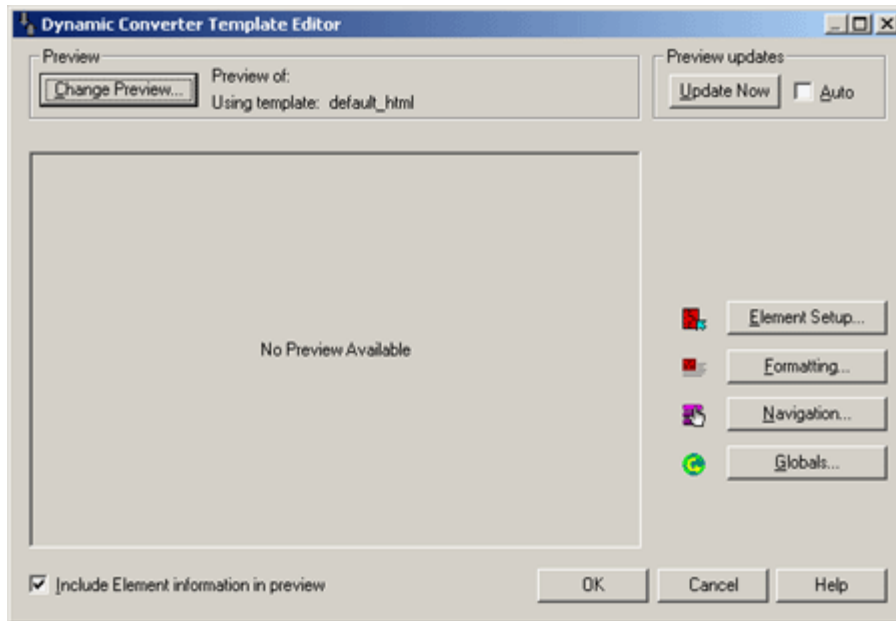 Dynamic Converter Template Editor
Preview
Change Preview...
Preview of:
Using template: default_html
Preview updates
Update Now
Auto
No Preview Available
Element Setup...
Formatting...
Navigation...
Globals...
Include Element information in preview
OK
Cancel
Help